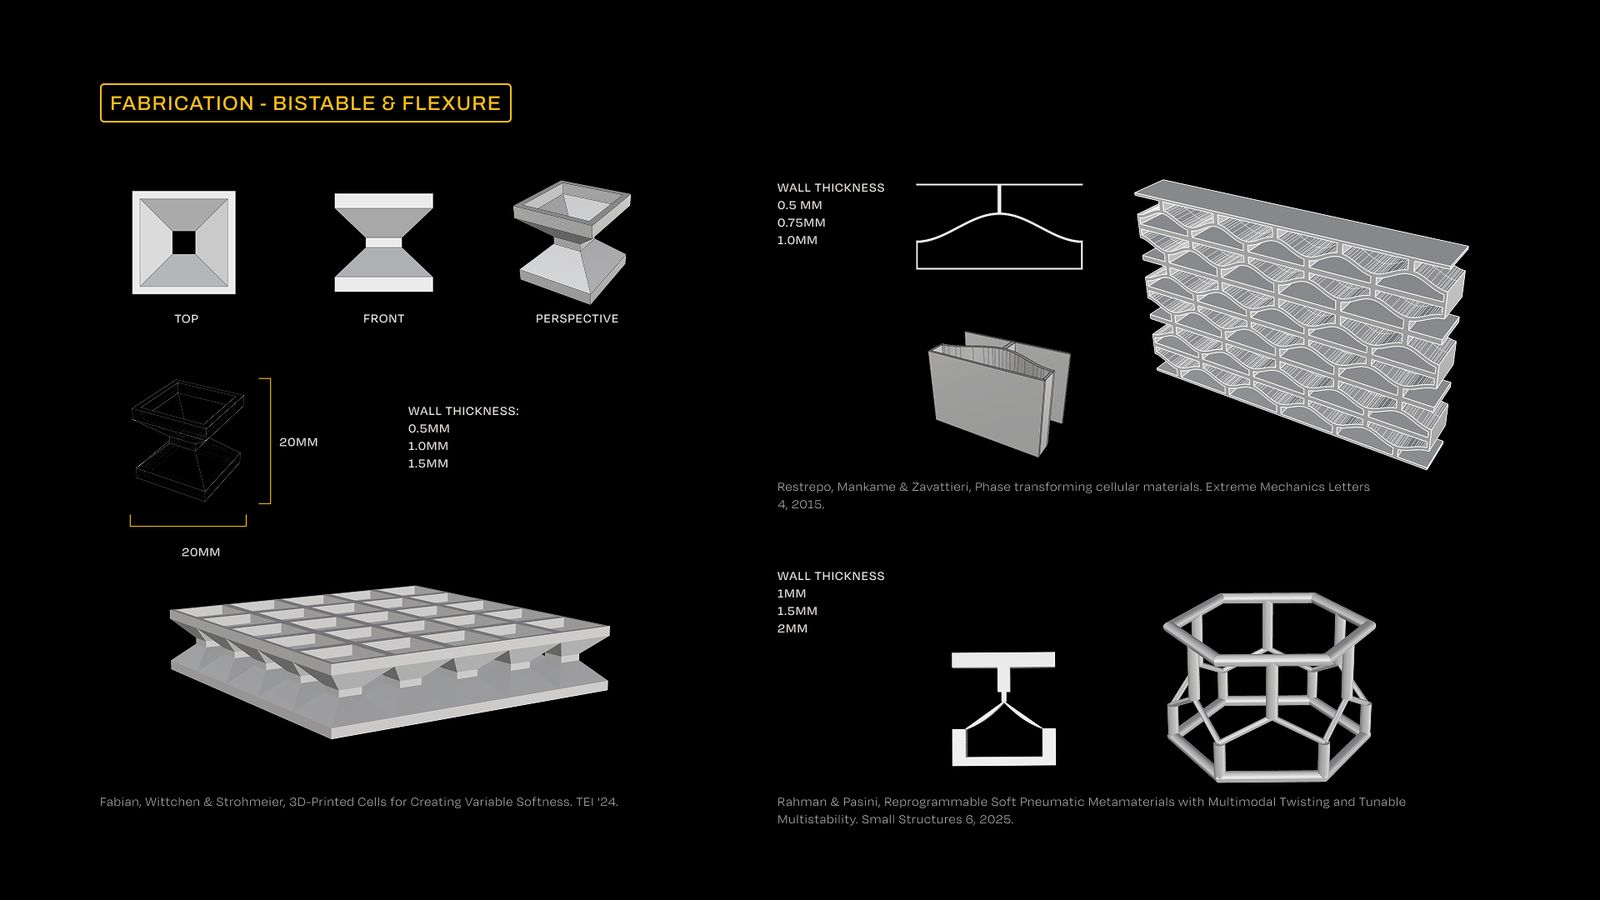 FABRICATION - BISTABLE & FLEXURE
TOP
FRONT
PERSPECTIVE
20MM
20MM
WALL THICKNESS:
0.5MM
1.0MM
1.5MM
Fabian, Wittchen & Strohmeier, 3D-Printed Cells for Creating Variable Softness. TEI '24.
WALL THICKNESS
0.5 MM
0.75MM
1.0MM
Restrepo, Mankame & Zavattieri, Phase transforming cellular materials. Extreme Mechanics Letters
4, 2015.
WALL THICKNESS
1MM
1.5MM
2MM
Rahman & Pasini, Reprogrammable Soft Pneumatic Metamaterials with Multimodal Twisting and Tunable
Multistability. Small Structures 6, 2025.